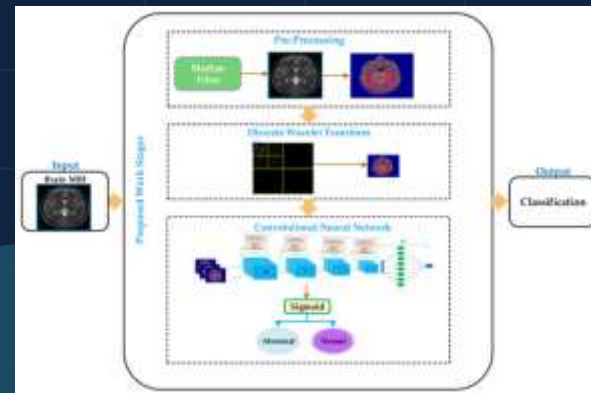 Input
Brain MRI
Proposed Work Stages
Pre-Processing
Median
Filter
Discrete Wavelet Transform
Convolutional Neural Network
Sigmoid
Abnormal
Normal
Output
Classification